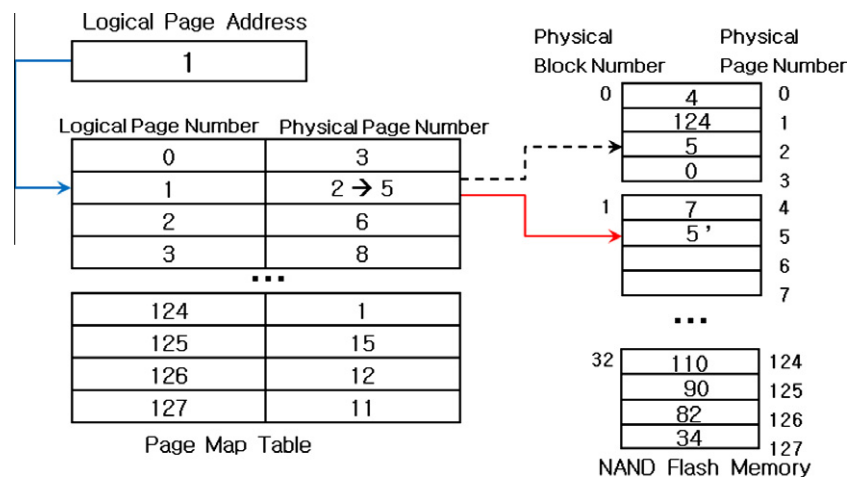 Logical Page Address
1
Logical Page Number Physical Page Number
0 3
1 2 → 5
2 6
3 8
...
124 1
125 15
126 12
127 11
Page Map Table
Physical Physical
Block Number Page Number
0 4 0
124 1
5 2
0 3
1 7 4
5 ' 5
6
7
...
32 110 124
90 125
82 126
34 127
NAND Flash Memory